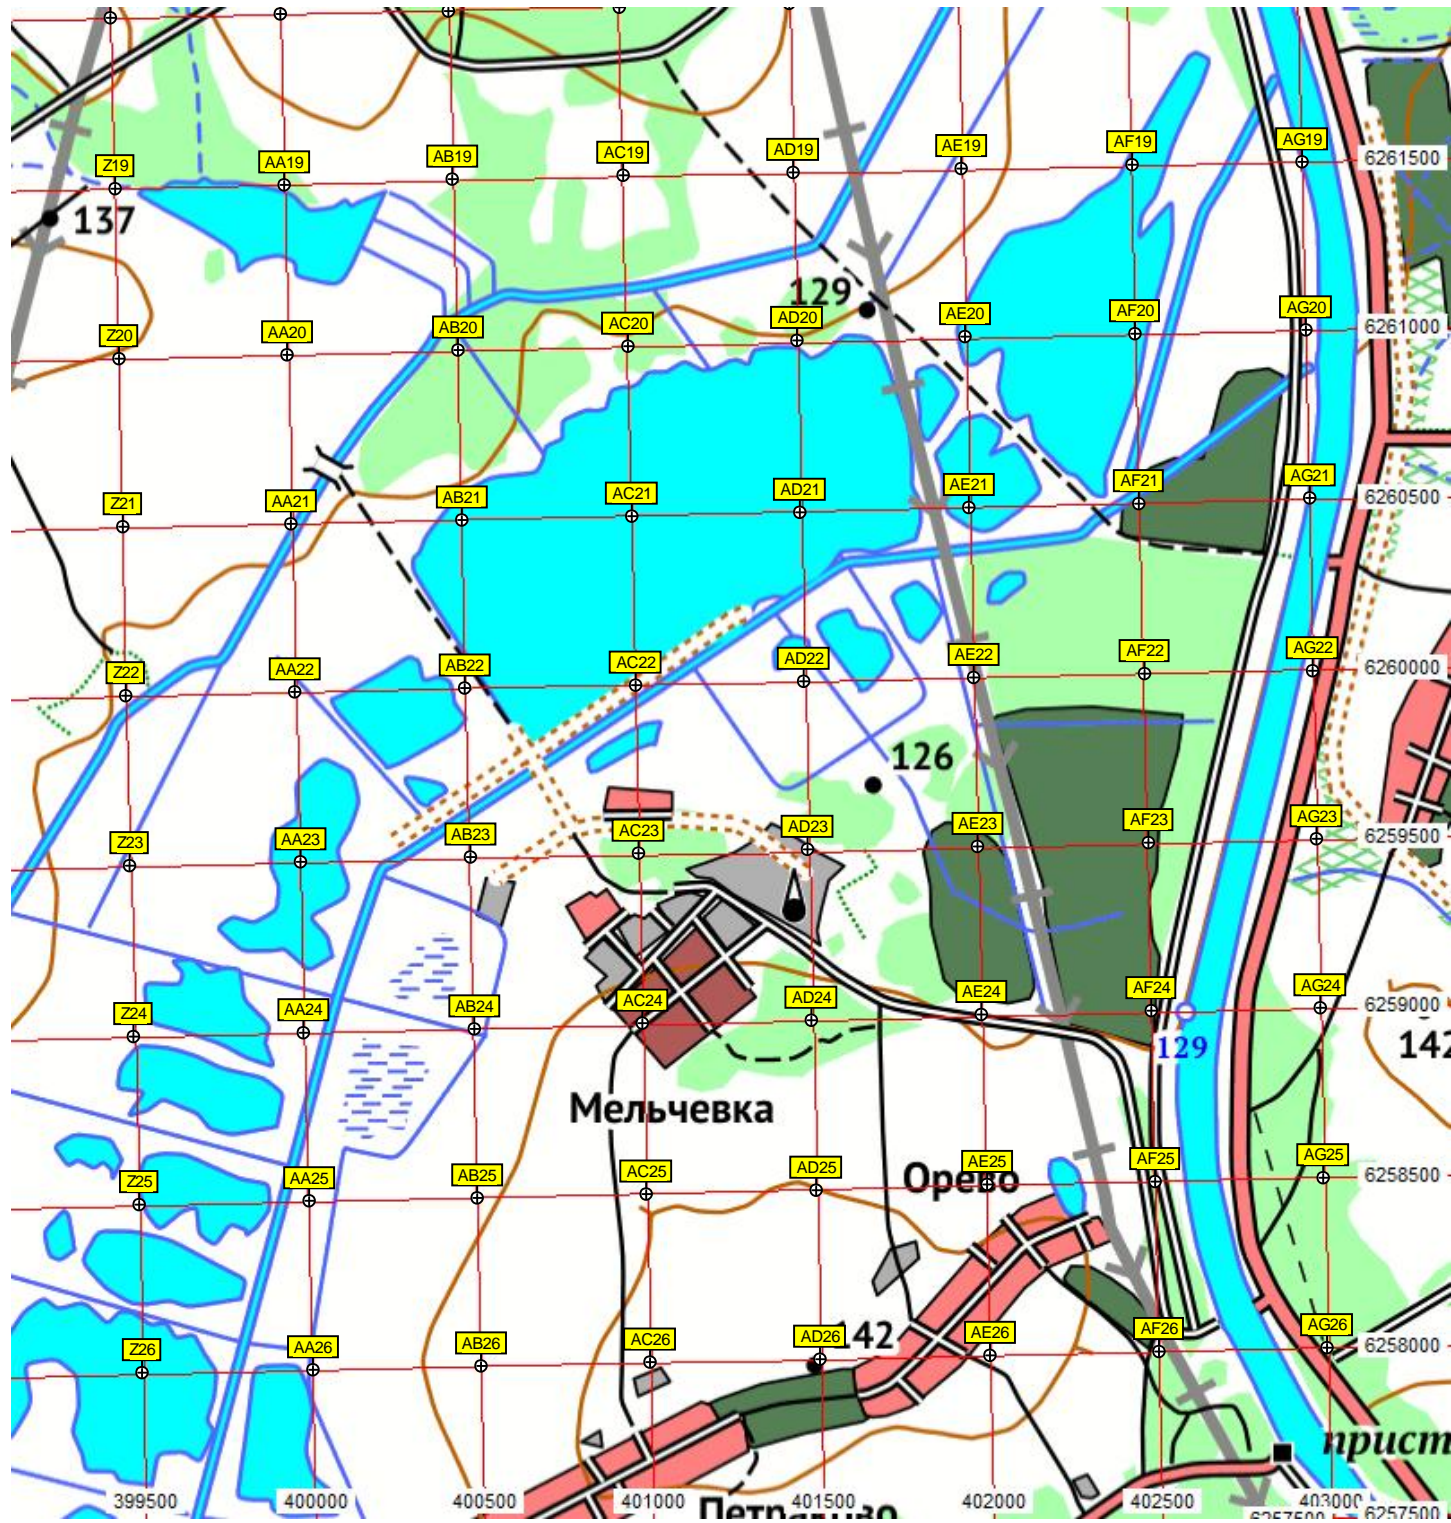 Z19 AA19 AB19 AC19 AD19 AE19 AF19 AG19 6261500
137
129
Z20 AA20 AB20 AC20 AD20 AE20 AF20 AG20 6261000
Z21 AA21 AB21 AC21 AD21 AE21 AF21 AG21 6260500
Z22 AA22 AB22 AC22 AD22 AE22 AF22 AG22 6260000
126
Z23 AA23 AB23 AC23 AD23 AE23 AF23 AG23 6259500
Z24 AA24 AB24 AC24 AD24 AE24 AF24 AG24 6259000
129 142
Мельчевка
Z25 AA25 AB25 AC25 AD25 AE25 AF25 AG25 6258500
Орево
Z26 AA26 AB26 AC26 AD26 142 AE26 AF26 AG26 6258000
прист
399500 400000 400500 401000 401500 402000 402500 403000 6257500
Петраково 6257500